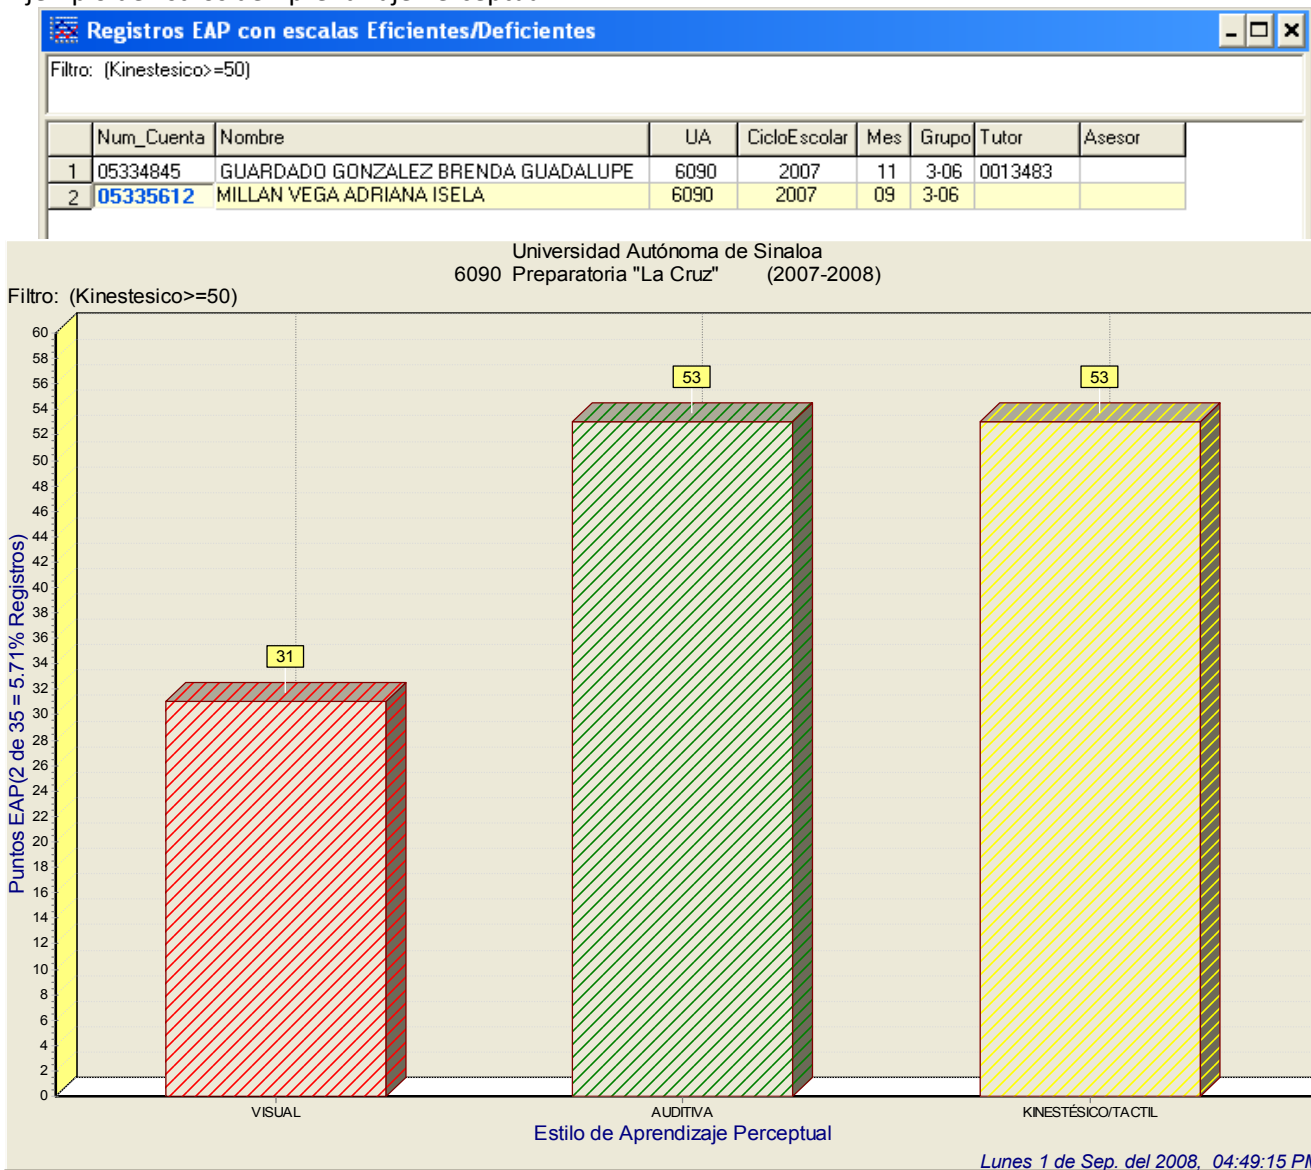 Registros EAP con escalas Eficientes/Deficientes
Filtro: (Kinestesico>=50)
Num_Cuenta Nombre UA CicloEscolar Mes Grupo Tutor Asesor
1 05334845 GUARDADO GONZALEZ BRENDA GUADALUPE 6090 2007 11 3-06 0013483
2 05335612 MILLAN VEGA ADRIANA ISELA 6090 2007 09 3-06
Universidad Autónoma de Sinaloa
6090 Preparatoria "La Cruz" (2007-2008)
Filtro: (Kinestesico>=50)
60
58
56
54
52
50
48
46
44
42
40
38
36
34
32
30
28
26
24
22
20
18
16
14
12
10
8
6
4
2
0
Puntos EAP(2 de 35 = 5.71% Registros)
31
53
53
VISUAL
AUDITIVA
KINESTÉSICO/TACTIL
Estilo de Aprendizaje Perceptual
Lunes 1 de Sep. del 2008, 04:49:15 PM